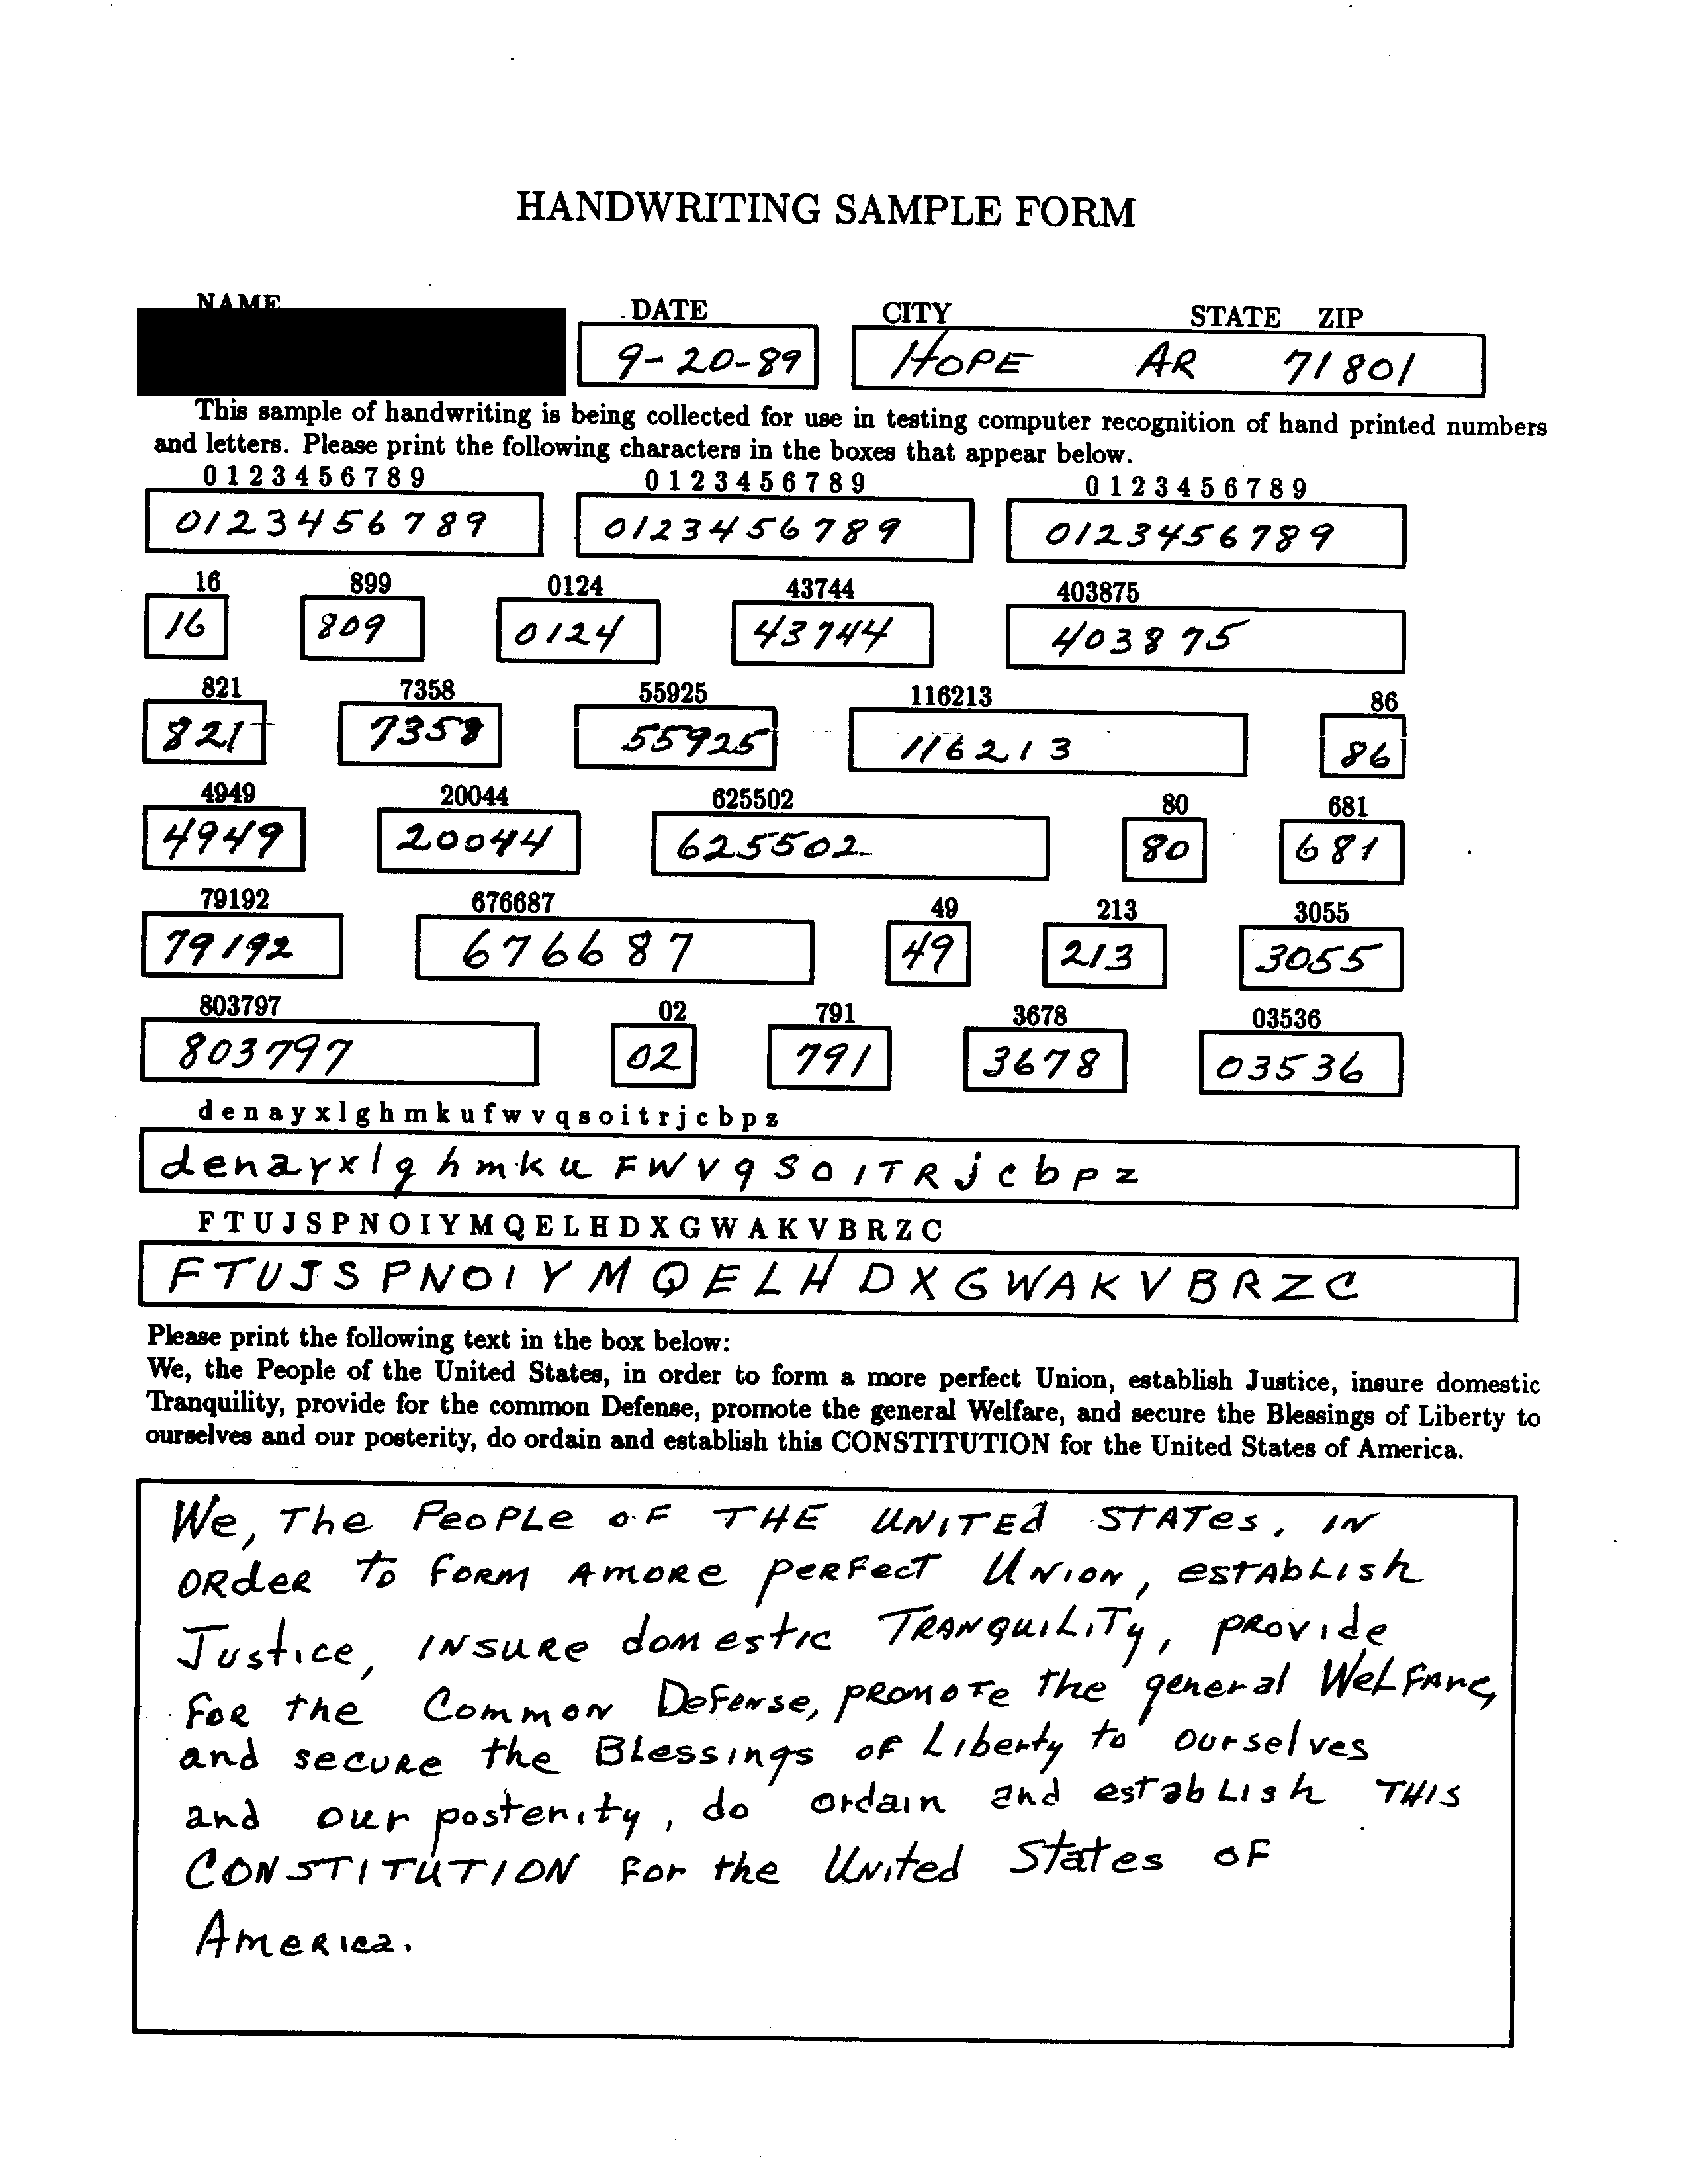 HANDWRITING SAMPLE FORM
NAME DATE CITY STATE ZIP
9-20-89 HOPE AR 71801
This sample of handwriting is being collected for use in testing computer recognition of hand printed numbers
and letters. Please print the following characters in the boxes that appear below.
0 1 2 3 4 5 6 7 8 9 0 1 2 3 4 5 6 7 8 9 0 1 2 3 4 5 6 7 8 9
0123456789 0123456789 0123456789
16 899 0124 43744 403875
16 809 0124 43744 403875
821 7358 55925 116213 86
821 7358 55925 116213 86
4949 20044 625502 80 681
4949 20044 625502 80 681
79192 676687 49 213 3055
79192 676687 49 213 3055
803797 02 791 3678 03536
803797 02 791 3678 03536
d e n a y x l g h m k u f w v q s o i t r j c b p z
d e n a y x l g h m k u F W V q S O I T R j c b p z
F T U J S P N O I Y M Q E L H D X G W A K V B R Z C
F T U J S P N O I Y M Q E L H D X G W A K V B R Z C
Please print the following text in the box below:
We, the People of the United States, in order to form a more perfect Union, establish Justice, insure domestic
Tranquility, provide for the common Defense, promote the general Welfare, and secure the Blessings of Liberty to
ourselves and our posterity, do ordain and establish this CONSTITUTION for the United States of America.
We, The PeoPLe oF THE UNITEd STATes, IN
ORdeR To FoRM A moRe peRFecT UNION, esTAbLIsh
Justice, INSURe domestic TRANquiLiTy, pRovide
FoR the Common DeFense, pRomoTe The general WeLFAre,
and secuRe the BLessings oF Liberty to ourselves
and our posterity, do ordain and estabLIsh THIS
CONSTITUTION For the United States oF
AmeRica.